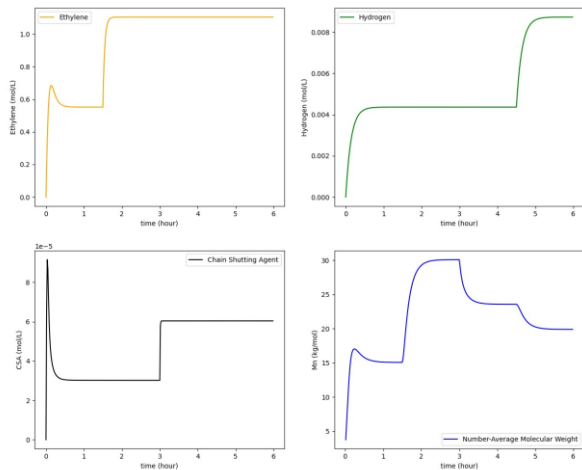 Ethylene
Ethylene (mol/L)
1.0
0.8
0.6
0.4
0.2
0.0
0 1 2 3 4 5 6
time (hour)
Hydrogen
Hydrogen (mol/L)
0.008
0.006
0.004
0.002
0.000
0 1 2 3 4 5 6
time (hour)
1e−5
Chain Shutting Agent
CSA (mol/L)
8
6
4
2
0
0 1 2 3 4 5 6
time (hour)
Mn (kg/mol)
30
25
20
15
10
5
Number-Average Molecular Weight
0 1 2 3 4 5 6
time (hour)